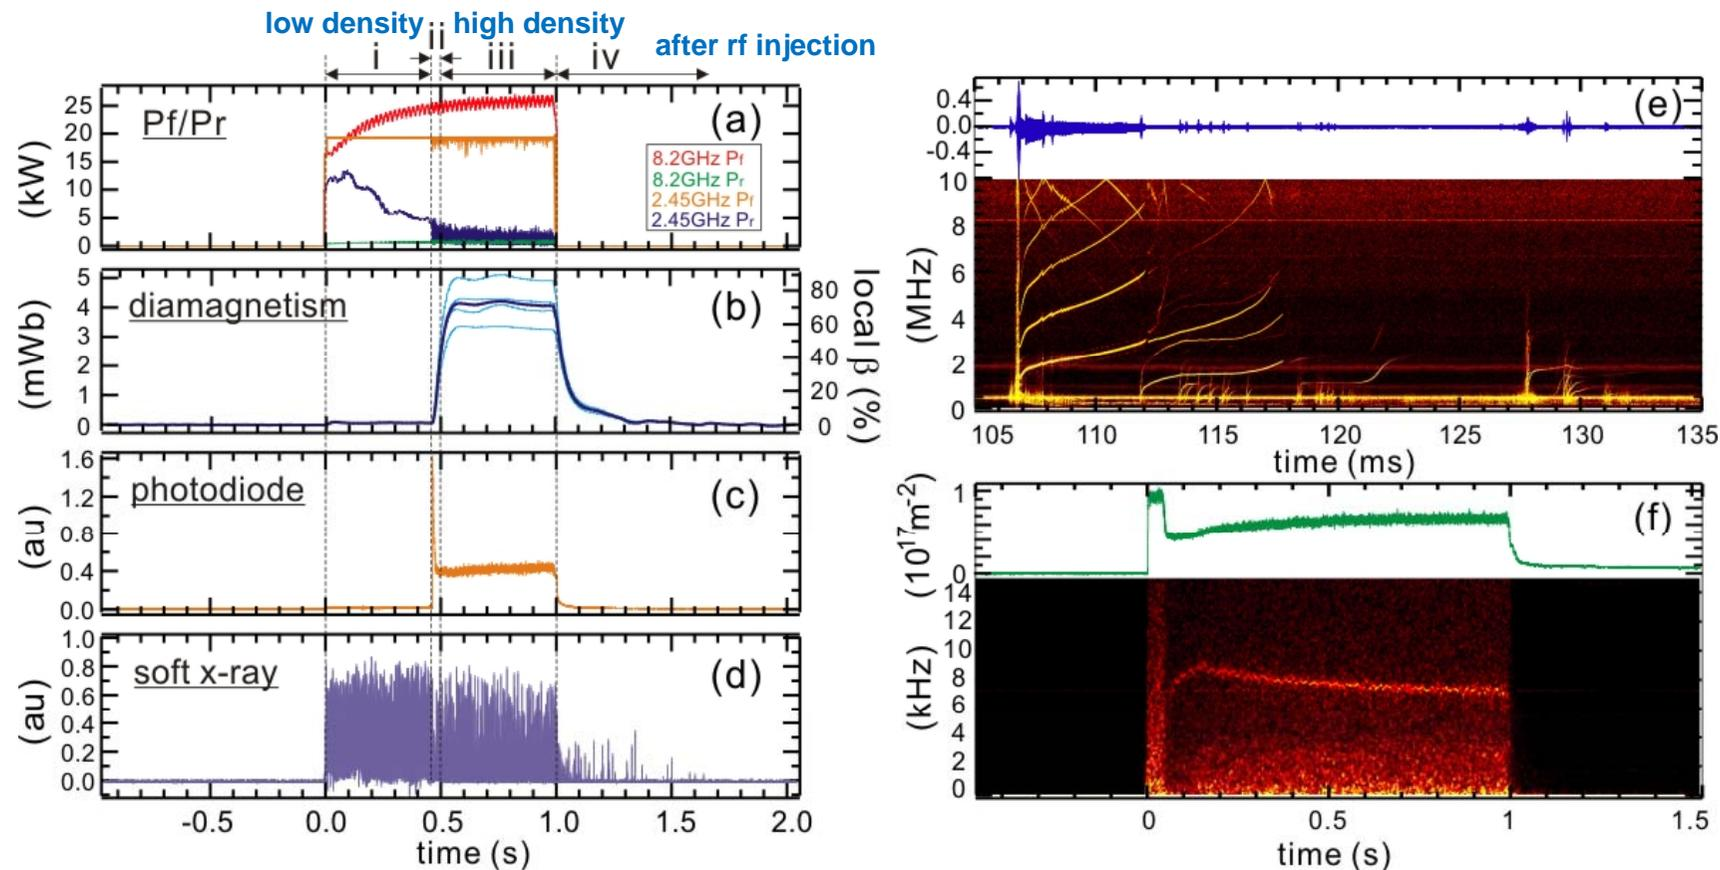 low density ii high density
after rf injection
i iii iv
Pf/Pr
(a)
(kW)
25
20
15
10
5
0
8.2GHz Pf
8.2GHz Pr
2.45GHz Pf
2.45GHz Pr
diamagnetism
(b)
(mWb)
5
4
3
2
1
0
80
60
40
20
0
local β (%)
photodiode
(c)
(au)
1.6
1.2
0.8
0.4
0.0
soft x-ray
(d)
(au)
1.0
0.8
0.6
0.4
0.2
0.0
-0.5 0.0 0.5 1.0 1.5 2.0
time (s)
(e)
0.4
0.0
-0.4
10
8
6
4
2
0
(MHz)
105 110 115 120 125 130 135
time (ms)
(f)
(10¹⁷m⁻²)
1
0
14
12
10
8
6
4
2
0
(kHz)
0 0.5 1 1.5
time (s)